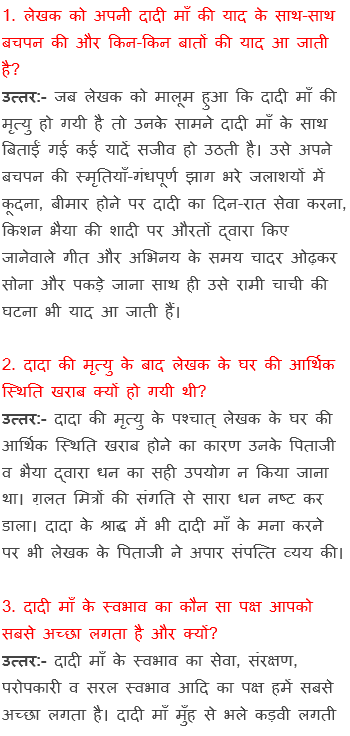 1. लेखक को अपनी दादी माँ की याद के साथ-साथ
बचपन की और किन-किन बातों की याद आ जाती
है?
उत्तर:- जब लेखक को मालूम हुआ कि दादी माँ की
मृत्यु हो गयी है तो उनके सामने दादी माँ के साथ
बिताई गई कई यादें सजीव हो उठती है। उसे अपने
बचपन की स्मृतियाँ-गंधपूर्ण झाग भरे जलाशयों में
कूदना, बीमार होने पर दादी का दिन-रात सेवा करना,
किशन भैया की शादी पर औरतों द्वारा किए
जानेवाले गीत और अभिनय के समय चादर ओढ़कर
सोना और पकड़े जाना साथ ही उसे रामी चाची की
घटना भी याद आ जाती हैं।
2. दादा की मृत्यु के बाद लेखक के घर की आर्थिक
स्थिति खराब क्यों हो गयी थी?
उत्तर:- दादा की मृत्यु के पश्चात् लेखक के घर की
आर्थिक स्थिति खराब होने का कारण उनके पिताजी
व भैया द्वारा धन का सही उपयोग न किया जाना
था। ग़लत मित्रों की संगति से सारा धन नष्ट कर
डाला। दादा के श्राद्ध में भी दादी माँ के मना करने
पर भी लेखक के पिताजी ने अपार संपत्ति व्यय की।
3. दादी माँ के स्वभाव का कौन सा पक्ष आपको
सबसे अच्छा लगता है और क्यों?
उत्तर:- दादी माँ के स्वभाव का सेवा, संरक्षण,
परोपकारी व सरल स्वभाव आदि का पक्ष हमें सबसे
अच्छा लगता है। दादी माँ मुँह से भले कड़वी लगती